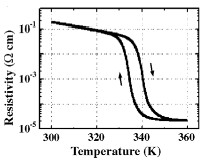 Resistivity (Ω cm)
10-1
10-3
10-5
300 320 340 360
Temperature (K)